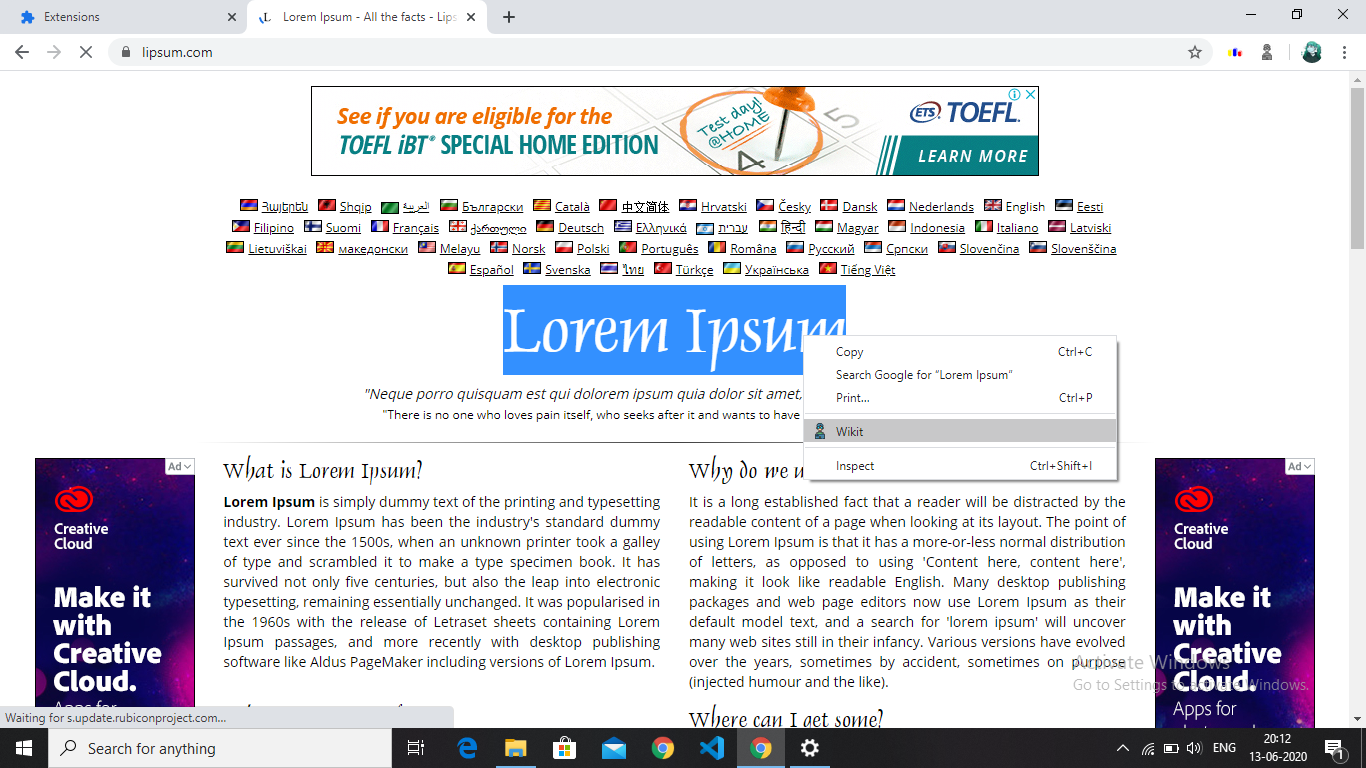 Extensions
Lorem Ipsum - All the facts - Lips
lipsum.com
See if you are eligible for the
TOEFL iBT® SPECIAL HOME EDITION
Test day!
@HOME
4
5
ETS TOEFL.
LEARN MORE
Հայերեն Shqip العربية Български Català 中文简体 Hrvatski Česky Dansk Nederlands English Eesti
Filipino Suomi Français ქართული Deutsch Ελληνικά עברית हिन्दी Magyar Indonesia Italiano Latviski
Lietuviškai македонски Melayu Norsk Polski Português Româna Русский Српски Slovenčina Slovenščina
Español Svenska ไทย Türkçe Українська Tiếng Việt
Lorem Ipsum
"Neque porro quisquam est qui dolorem ipsum quia dolor sit amet,
"There is no one who loves pain itself, who seeks after it and wants to have
Copy Ctrl+C
Search Google for “Lorem Ipsum”
Print... Ctrl+P
Wikit
Inspect Ctrl+Shift+I
Ad
Creative
Cloud
Make it
with
Creative
Cloud.
Apps for
What is Lorem Ipsum?
Lorem Ipsum is simply dummy text of the printing and typesetting
industry. Lorem Ipsum has been the industry's standard dummy
text ever since the 1500s, when an unknown printer took a galley
of type and scrambled it to make a type specimen book. It has
survived not only five centuries, but also the leap into electronic
typesetting, remaining essentially unchanged. It was popularised in
the 1960s with the release of Letraset sheets containing Lorem
Ipsum passages, and more recently with desktop publishing
software like Aldus PageMaker including versions of Lorem Ipsum.
Why do we u
It is a long established fact that a reader will be distracted by the
readable content of a page when looking at its layout. The point of
using Lorem Ipsum is that it has a more-or-less normal distribution
of letters, as opposed to using 'Content here, content here',
making it look like readable English. Many desktop publishing
packages and web page editors now use Lorem Ipsum as their
default model text, and a search for 'lorem ipsum' will uncover
many web sites still in their infancy. Various versions have evolved
over the years, sometimes by accident, sometimes on purpose
(injected humour and the like).
Where can I get some?
Ad
Creative
Cloud
Make it
with
Creative
Cloud.
Apps for
Activate Windows
Go to Settings to activate Windows.
Waiting for s.update.rubiconproject.com...
Search for anything
ENG
20:12
13-06-2020
1